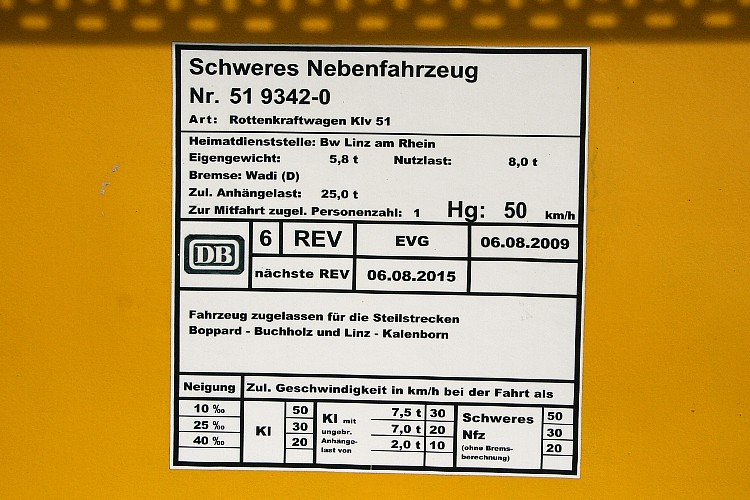 Schweres Nebenfahrzeug
Nr. 51 9342-0
Art: Rottenkraftwagen Klv 51
Heimatdienststelle: Bw Linz am Rhein
Eigengewicht: 5,8 t Nutzlast: 8,0 t
Bremse: Wadi (D)
Zul. Anhängelast: 25,0 t
Zur Mitfahrt zugel. Personenzahl: 1 Hg: 50 km/h
DB 6 REV EVG 06.08.2009
nächste REV 06.08.2015
Fahrzeug zugelassen für die Steilstrecken
Boppard - Buchholz und Linz - Kalenborn
Neigung Zul. Geschwindigkeit in km/h bei der Fahrt als
10 ‰ 50 7,5 t 30 50
25 ‰ Kl 30 Kl mit ungebr. Anhänge- last von 7,0 t 20 Schweres Nfz 30
40 ‰ 20 2,0 t 10 (ohne Brems- berechnung) 20